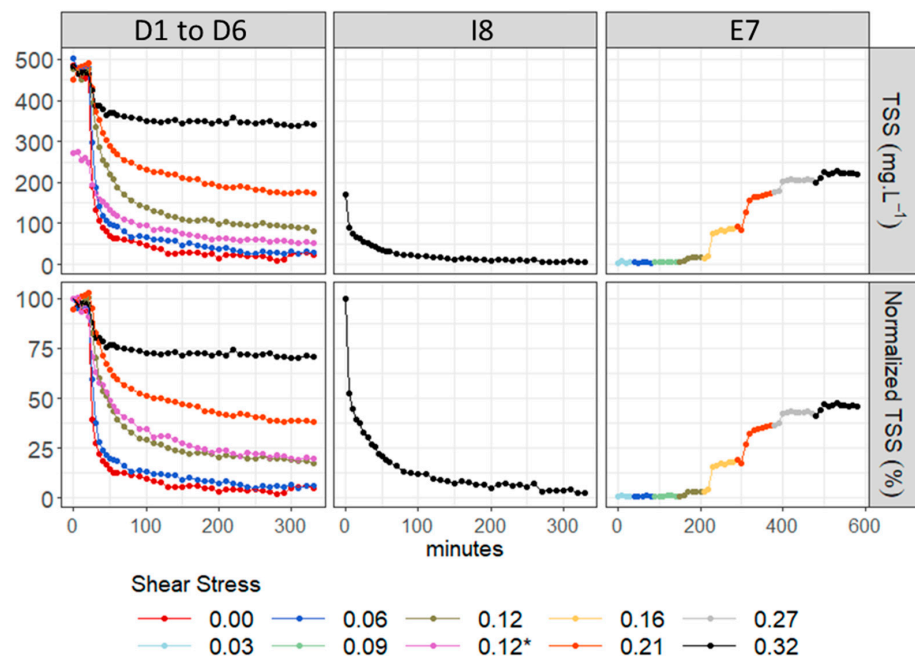 D1 to D6 I8 E7
500
400
300
200
100
0
TSS (mg.L⁻¹)
100
75
50
25
0
Normalized TSS (%)
0 100 200 300 0 100 200 300 0 200 400 600
minutes
Shear Stress
0.00 0.06 0.12 0.16 0.27
0.03 0.09 0.12* 0.21 0.32